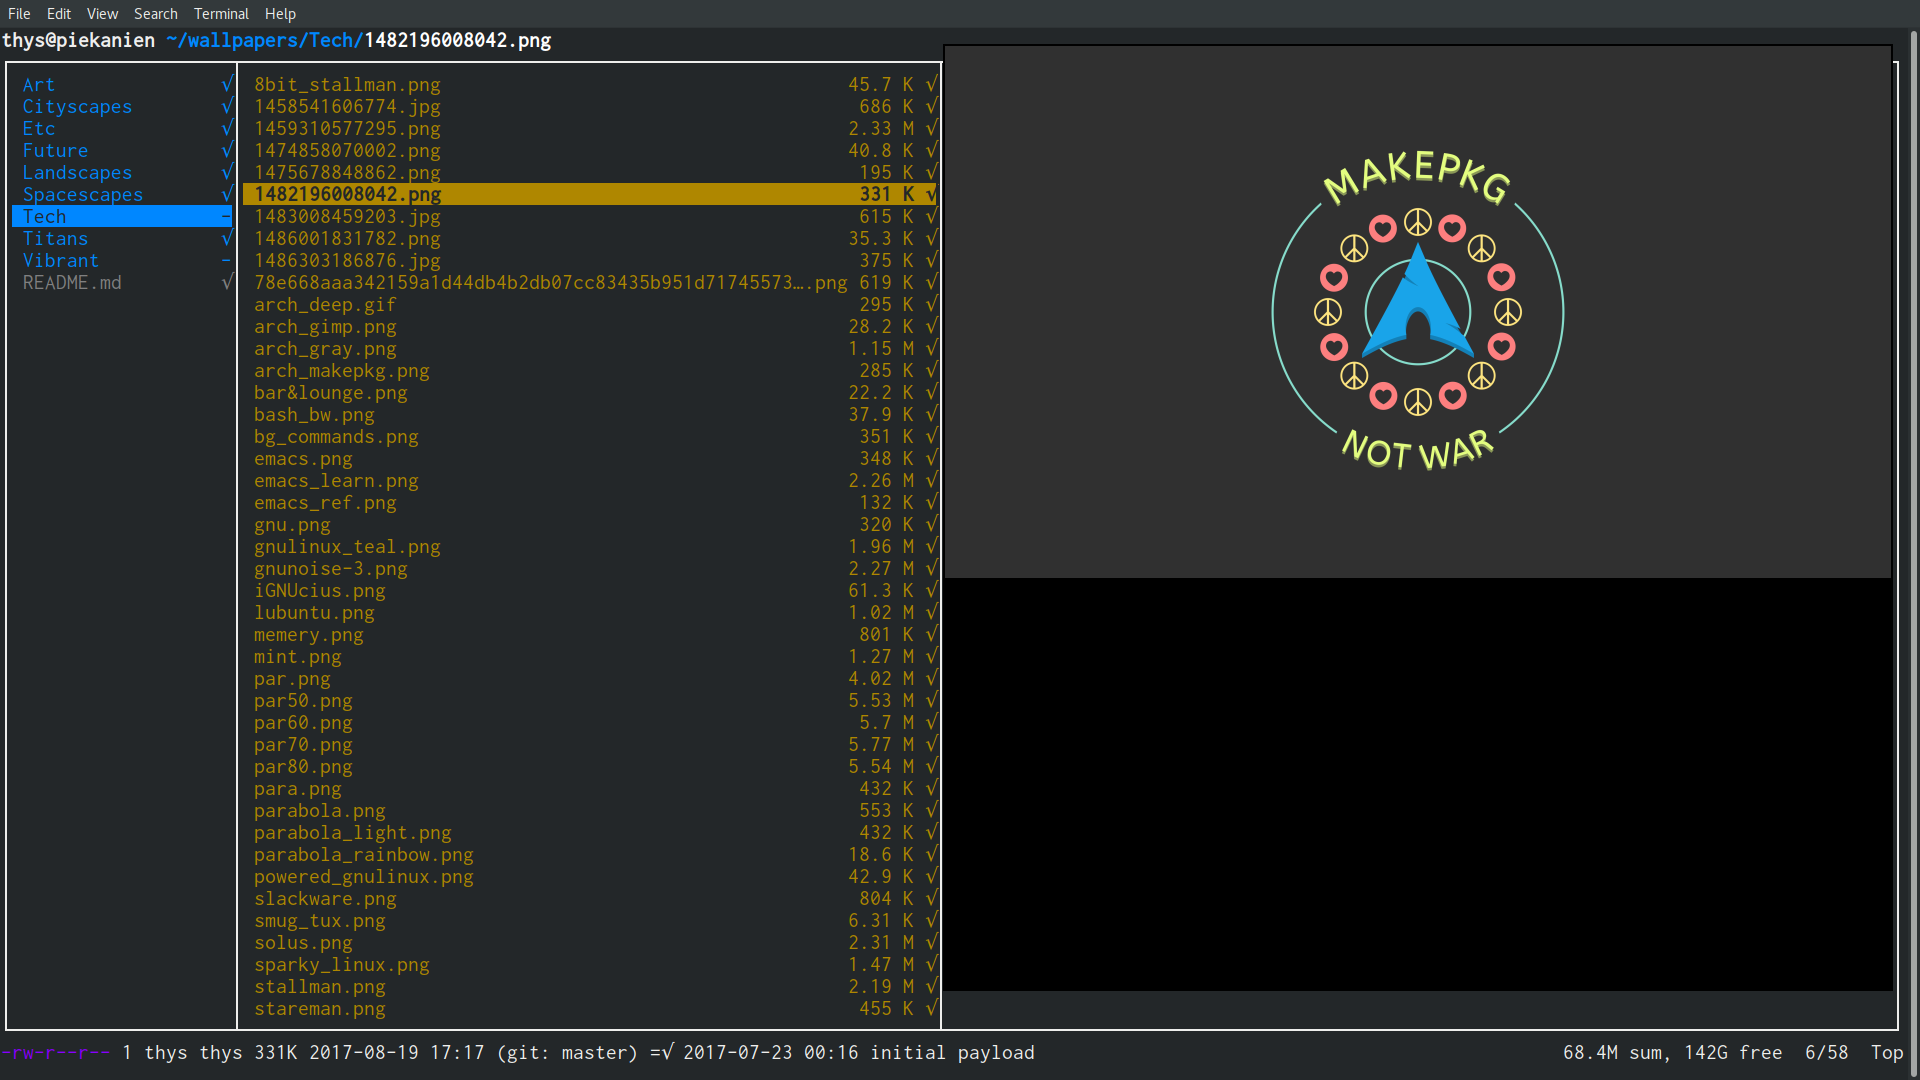 File Edit View Search Terminal Help
thys@piekanien ~/wallpapers/Tech/1482196008042.png
Art √
Cityscapes √
Etc √
Future √
Landscapes √
Spacescapes √
Tech -
Titans √
Vibrant -
README.md √
8bit_stallman.png 45.7 K √
1458541606774.jpg 686 K √
1459310577295.png 2.33 M √
1474858070002.png 40.8 K √
1475678848862.png 195 K √
1482196008042.png 331 K √
1483008459203.jpg 615 K √
1486001831782.png 35.3 K √
1486303186876.jpg 375 K √
78e668aaa342159a1d44db4b2db07cc83435b951d71745573….png 619 K √
arch_deep.gif 295 K √
arch_gimp.png 28.2 K √
arch_gray.png 1.15 M √
arch_makepkg.png 285 K √
bar&lounge.png 22.2 K √
bash_bw.png 37.9 K √
bg_commands.png 351 K √
emacs.png 348 K √
emacs_learn.png 2.26 M √
emacs_ref.png 132 K √
gnu.png 320 K √
gnulinux_teal.png 1.96 M √
gnunoise-3.png 2.27 M √
iGNUcius.png 61.3 K √
lubuntu.png 1.02 M √
memery.png 801 K √
mint.png 1.27 M √
par.png 4.02 M √
par50.png 5.53 M √
par60.png 5.7 M √
par70.png 5.77 M √
par80.png 5.54 M √
para.png 432 K √
parabola.png 553 K √
parabola_light.png 432 K √
parabola_rainbow.png 18.6 K √
powered_gnulinux.png 42.9 K √
slackware.png 804 K √
smug_tux.png 6.31 K √
solus.png 2.31 M √
sparky_linux.png 1.47 M √
stallman.png 2.19 M √
stareman.png 455 K √
MAKEPKG
NOT WAR
-rw-r--r-- 1 thys thys 331K 2017-08-19 17:17 (git: master) =√ 2017-07-23 00:16 initial payload 68.4M sum, 142G free 6/58 Top